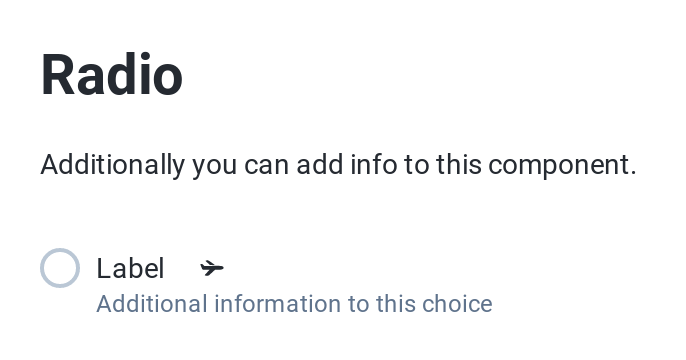 Radio
Additionally you can add info to this component.
Label
Additional information to this choice